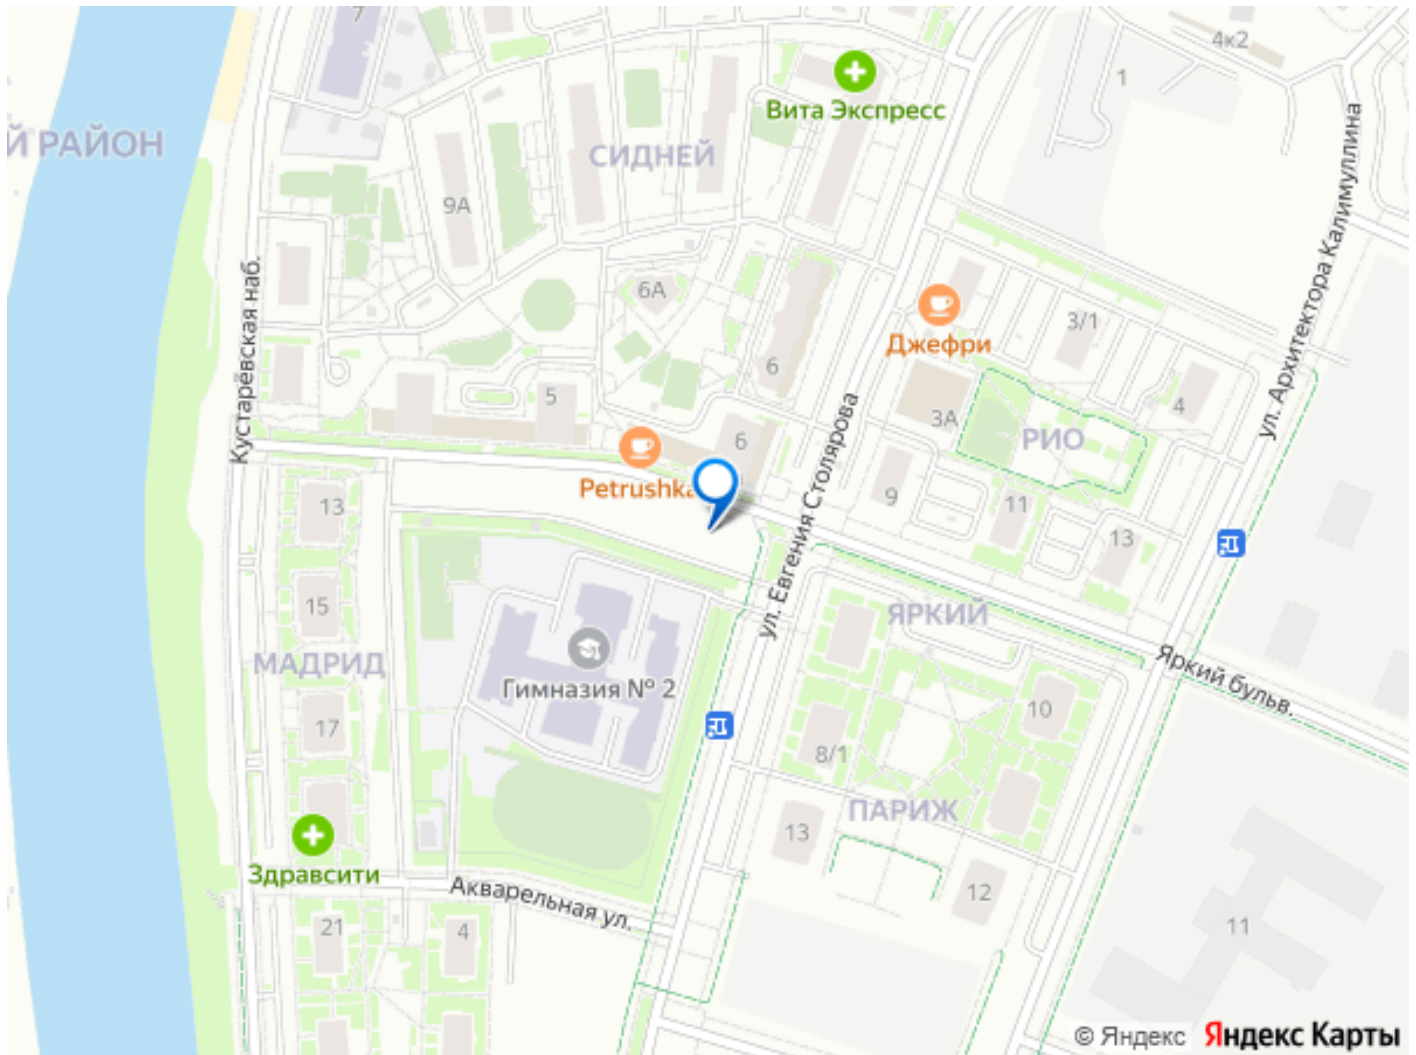 7
4к2
1
Вита Экспресс
Й РАЙОН
СИДНЕЙ
9А
ул. Архитектора Калимуллина
Кустарёвская наб.
6А
Джефри
3/1
6
5
4
3А
РИО
6
ул. Евгения Столярова
Petrushka
9
11
13
13
15
ЯРКИЙ
МАДРИД
Гимназия № 2
Яркий бульв.
17
10
8/1
ПАРИЖ
13
Здравсити
Акварельная ул.
12
21
4
11
© Яндекс Яндекс Карты